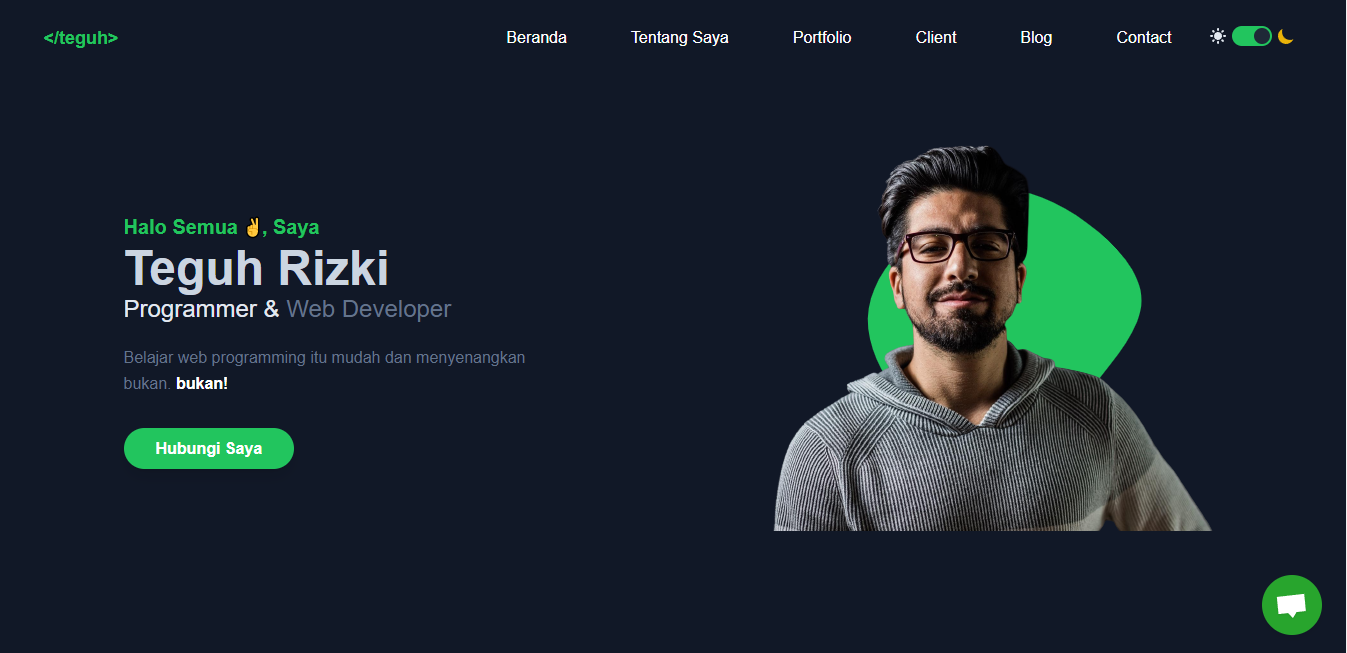 </teguh>
Beranda Tentang Saya Portfolio Client Blog Contact
Halo Semua ✌, Saya
Teguh Rizki
Programmer & Web Developer
Belajar web programming itu mudah dan menyenangkan
bukan. bukan!
Hubungi Saya